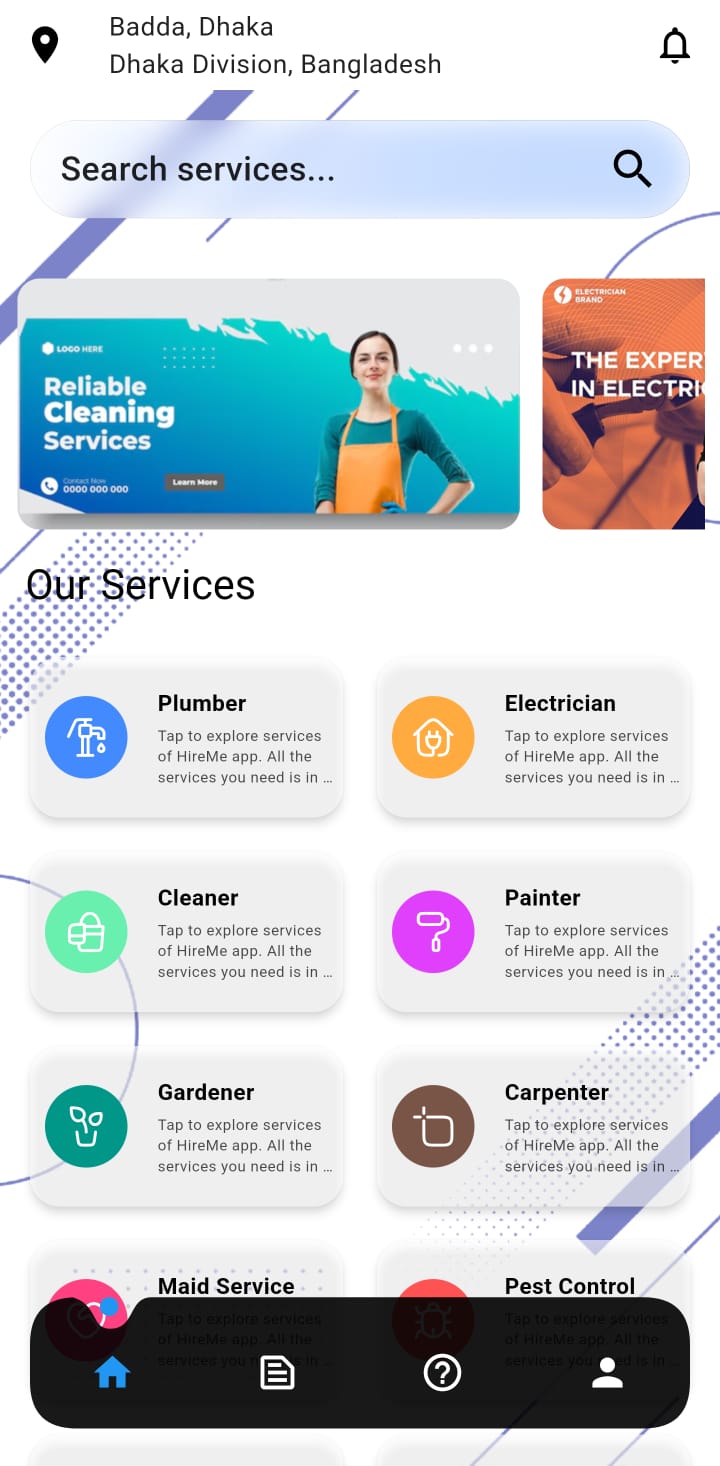 Badda, Dhaka
Dhaka Division, Bangladesh
Search services...
LOGO HERE
Reliable
Cleaning
Services
Contact Now
0000 000 000
Learn More
ELECTRICIAN
BRAND
THE EXPER
IN ELECTRI
Our Services
Plumber
Tap to explore services
of HireMe app. All the
services you need is in ...
Electrician
Tap to explore services
of HireMe app. All the
services you need is in ...
Cleaner
Tap to explore services
of HireMe app. All the
services you need is in ...
Painter
Tap to explore services
of HireMe app. All the
services you need is in ...
Gardener
Tap to explore services
of HireMe app. All the
services you need is in ...
Carpenter
Tap to explore services
of HireMe app. All the
services you need is in ...
Maid Service
Tap to explore services
of HireMe app. All the
services you n is in ...
Pest Control
Tap to explore services
of HireMe app. All the
services you need is in ...